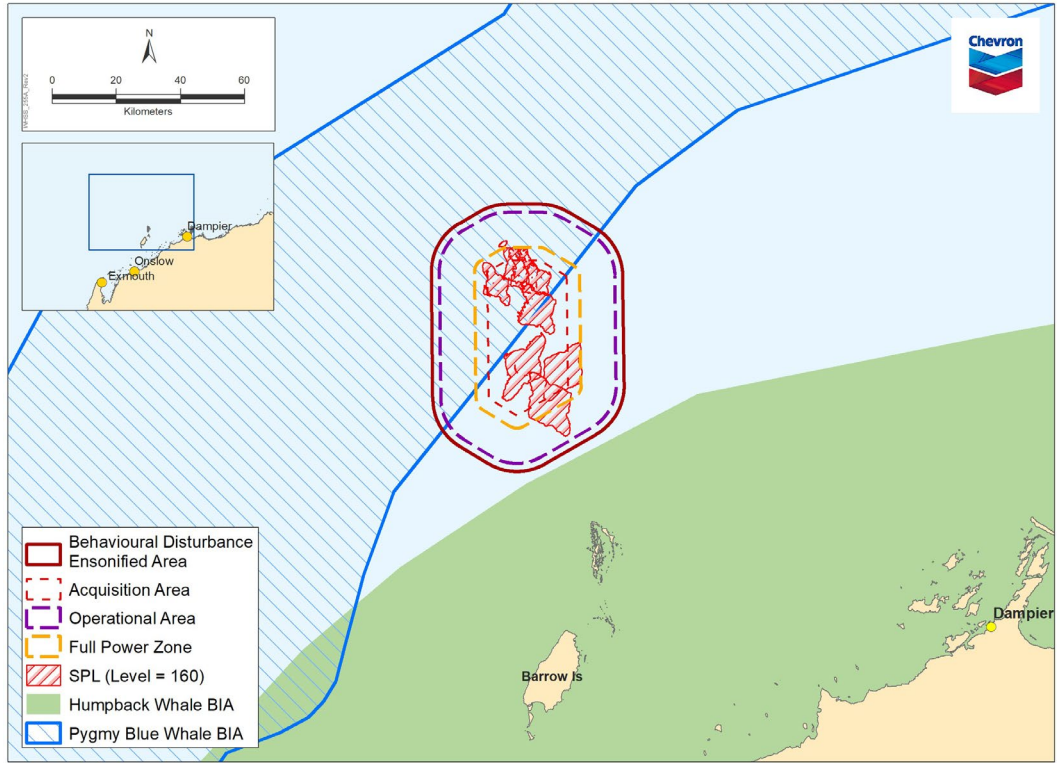 N
0 20 40 60
Kilometers
Chevron
Dampier
Onslow
Exmouth
Behavioural Disturbance
Ensonified Area
Acquisition Area
Operational Area
Full Power Zone
SPL (Level = 160)
Humpback Whale BIA
Pygmy Blue Whale BIA
Barrow Is
Dampier